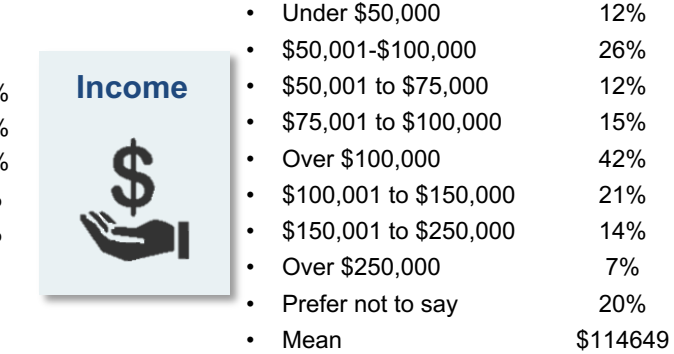 Income
$
• Under $50,000 12%
• $50,001-$100,000 26%
• $50,001 to $75,000 12%
• $75,001 to $100,000 15%
• Over $100,000 42%
• $100,001 to $150,000 21%
• $150,001 to $250,000 14%
• Over $250,000 7%
• Prefer not to say 20%
• Mean $114649
%
%
%